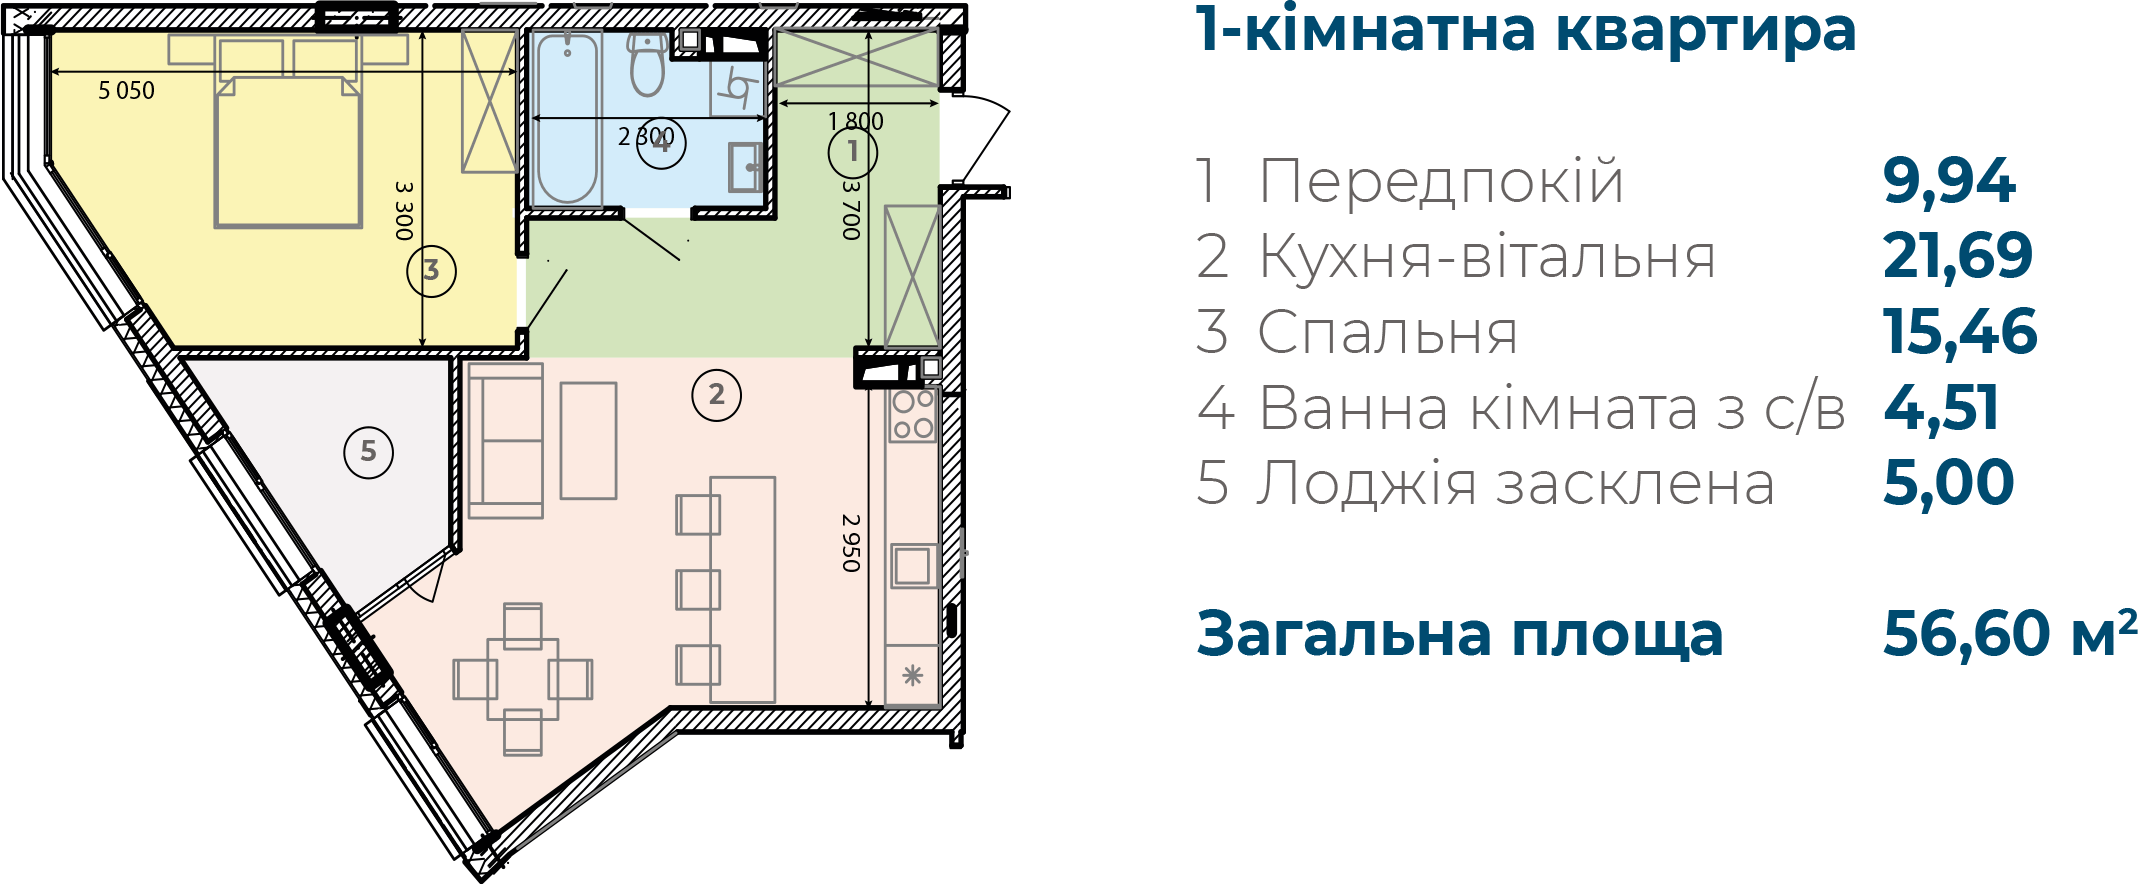 1-кімнатна квартира
1 Передпокій 9,94
2 Кухня-вітальня 21,69
3 Спальня 15,46
4 Ванна кімната з с/в 4,51
5 Лоджія засклена 5,00
Загальна площа 56,60 м²
5 050
2 300
1 800
4
1
3 300
3 700
3
2
5
2 950